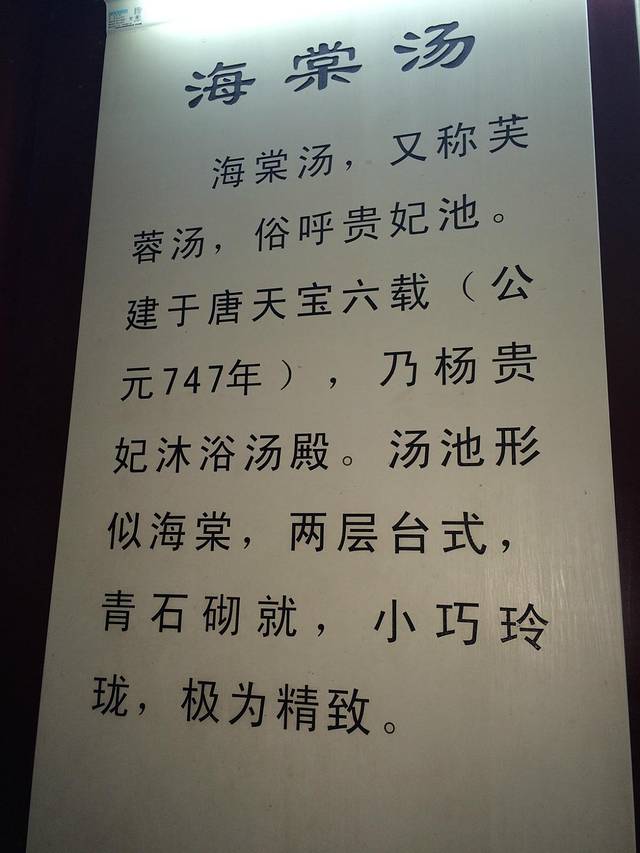 海棠汤
海棠汤，又称芙
蓉汤，俗呼贵妃池。
建于唐天宝六载（公
元747年），乃杨贵
妃沐浴汤殿。汤池形
似海棠，两层台式，
青石砌就，小巧玲
珑，极为精致。